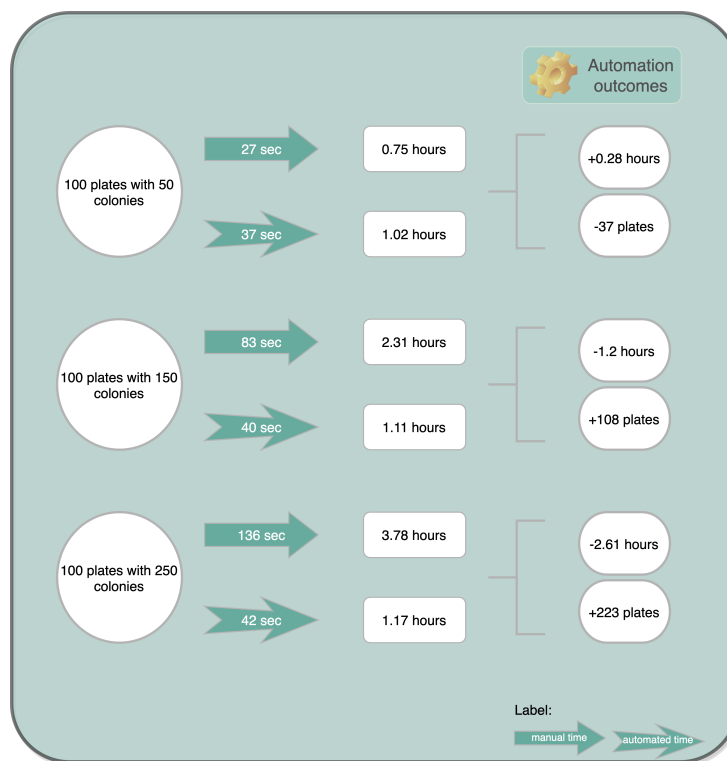 Automation
outcomes
100 plates with 50
colonies
27 sec
0.75 hours
37 sec
1.02 hours
+0.28 hours
-37 plates
100 plates with 150
colonies
83 sec
2.31 hours
40 sec
1.11 hours
-1.2 hours
+108 plates
100 plates with 250
colonies
136 sec
3.78 hours
42 sec
1.17 hours
-2.61 hours
+223 plates
Label:
manual time
automated time